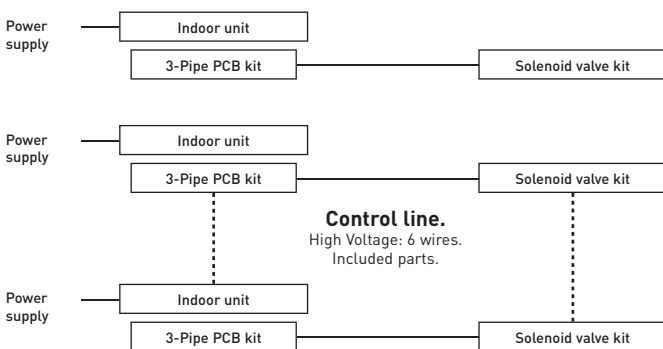 Power
supply
Indoor unit
3-Pipe PCB kit
Solenoid valve kit
Power
supply
Indoor unit
3-Pipe PCB kit
Solenoid valve kit
Control line.
High Voltage: 6 wires.
Included parts.
Power
supply
Indoor unit
3-Pipe PCB kit
Solenoid valve kit